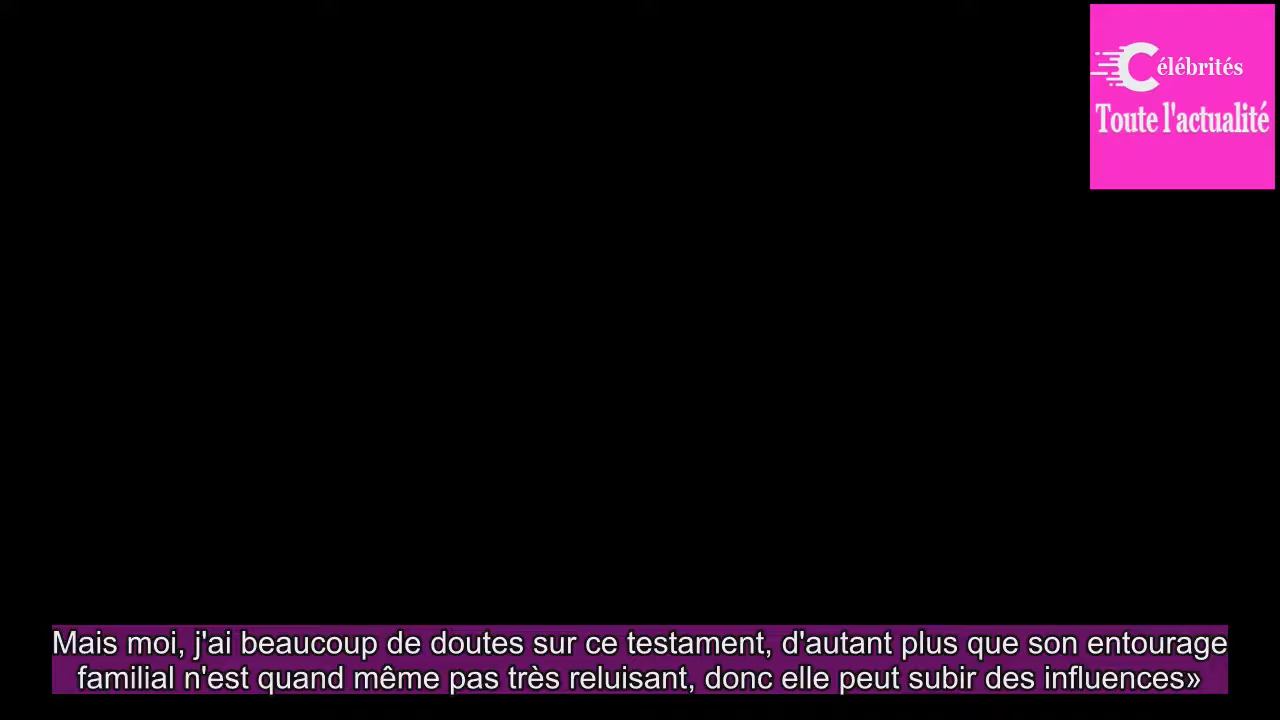 Célébrités
Toute l'actualité
Mais moi, j'ai beaucoup de doutes sur ce testament, d'autant plus que son entourage
familial n'est quand même pas très reluisant, donc elle peut subir des influences»